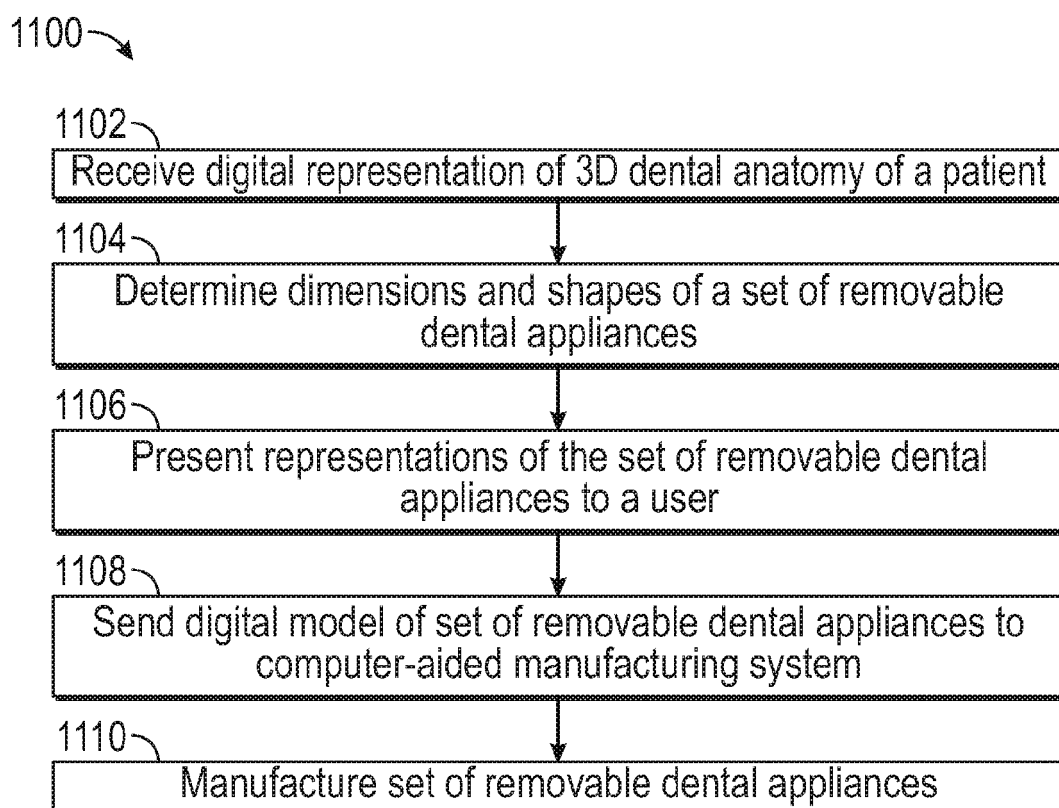 1100
1102
Receive digital representation of 3D dental anatomy of a patient
1104
Determine dimensions and shapes of a set of removable
dental appliances
1106
Present representations of the set of removable dental
appliances to a user
1108
Send digital model of set of removable dental appliances to
computer-aided manufacturing system
1110
Manufacture set of removable dental appliances